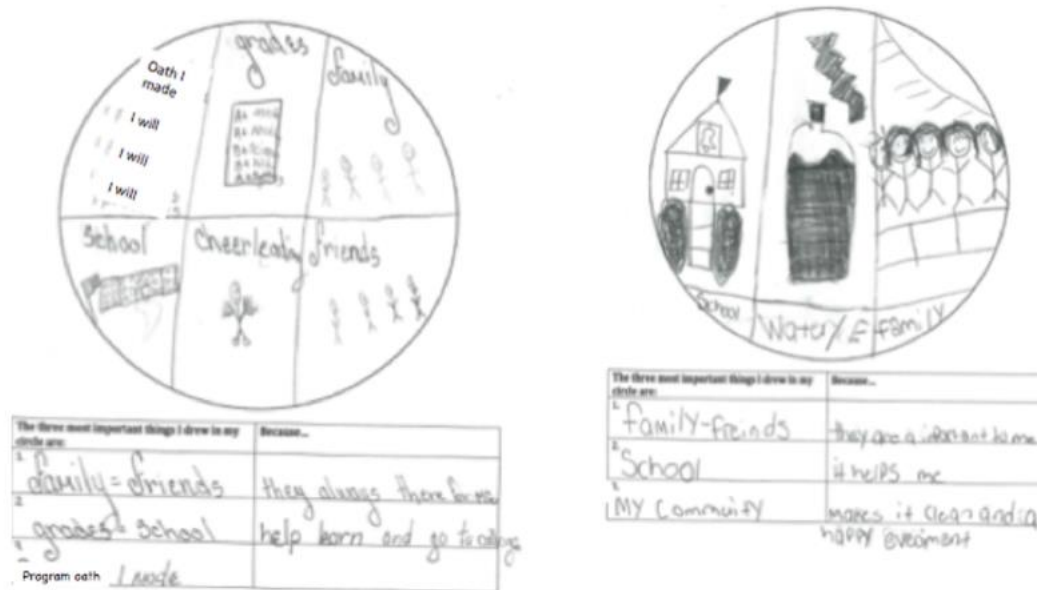 Oath I
made
I will
I will
I will
grades
family
School
Cheerleading
friends
The three most important things I drew in my
circle are:
Because...
1.
family = friends
they always there for me
2.
grades = School
help learn and go to college
Program oath I made
School
Water/E
family
The three most important things I drew in my
circle are:
Because...
1.
family-freinds
they are a important to me
2.
School
it helps me
3.
MY Commuity
makes it clean and a
happy eveoment